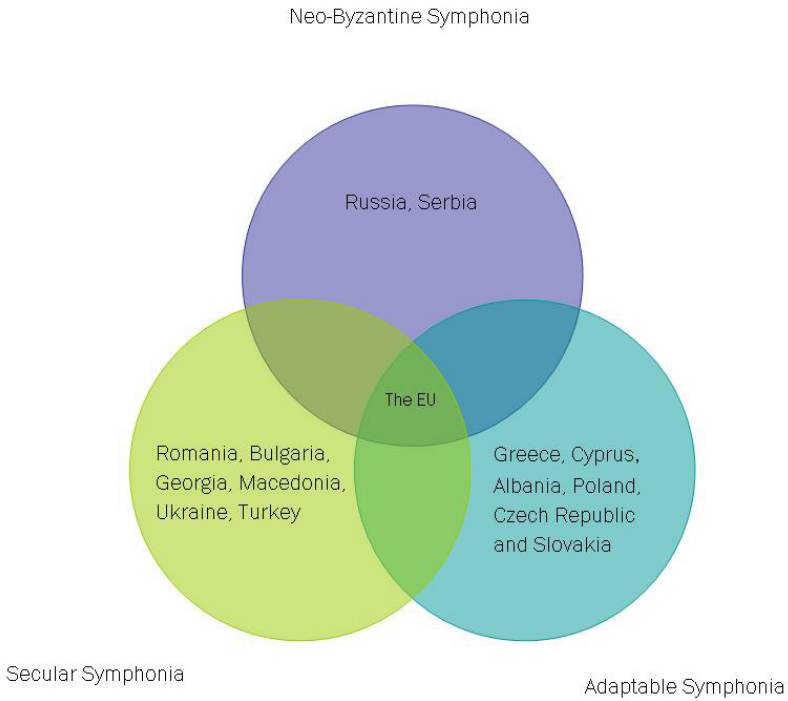 Neo-Byzantine Symphonia
Russia, Serbia
The EU
Romania, Bulgaria,
Georgia, Macedonia,
Ukraine, Turkey
Greece, Cyprus,
Albania, Poland,
Czech Republic
and Slovakia
Secular Symphonia
Adaptable Symphonia